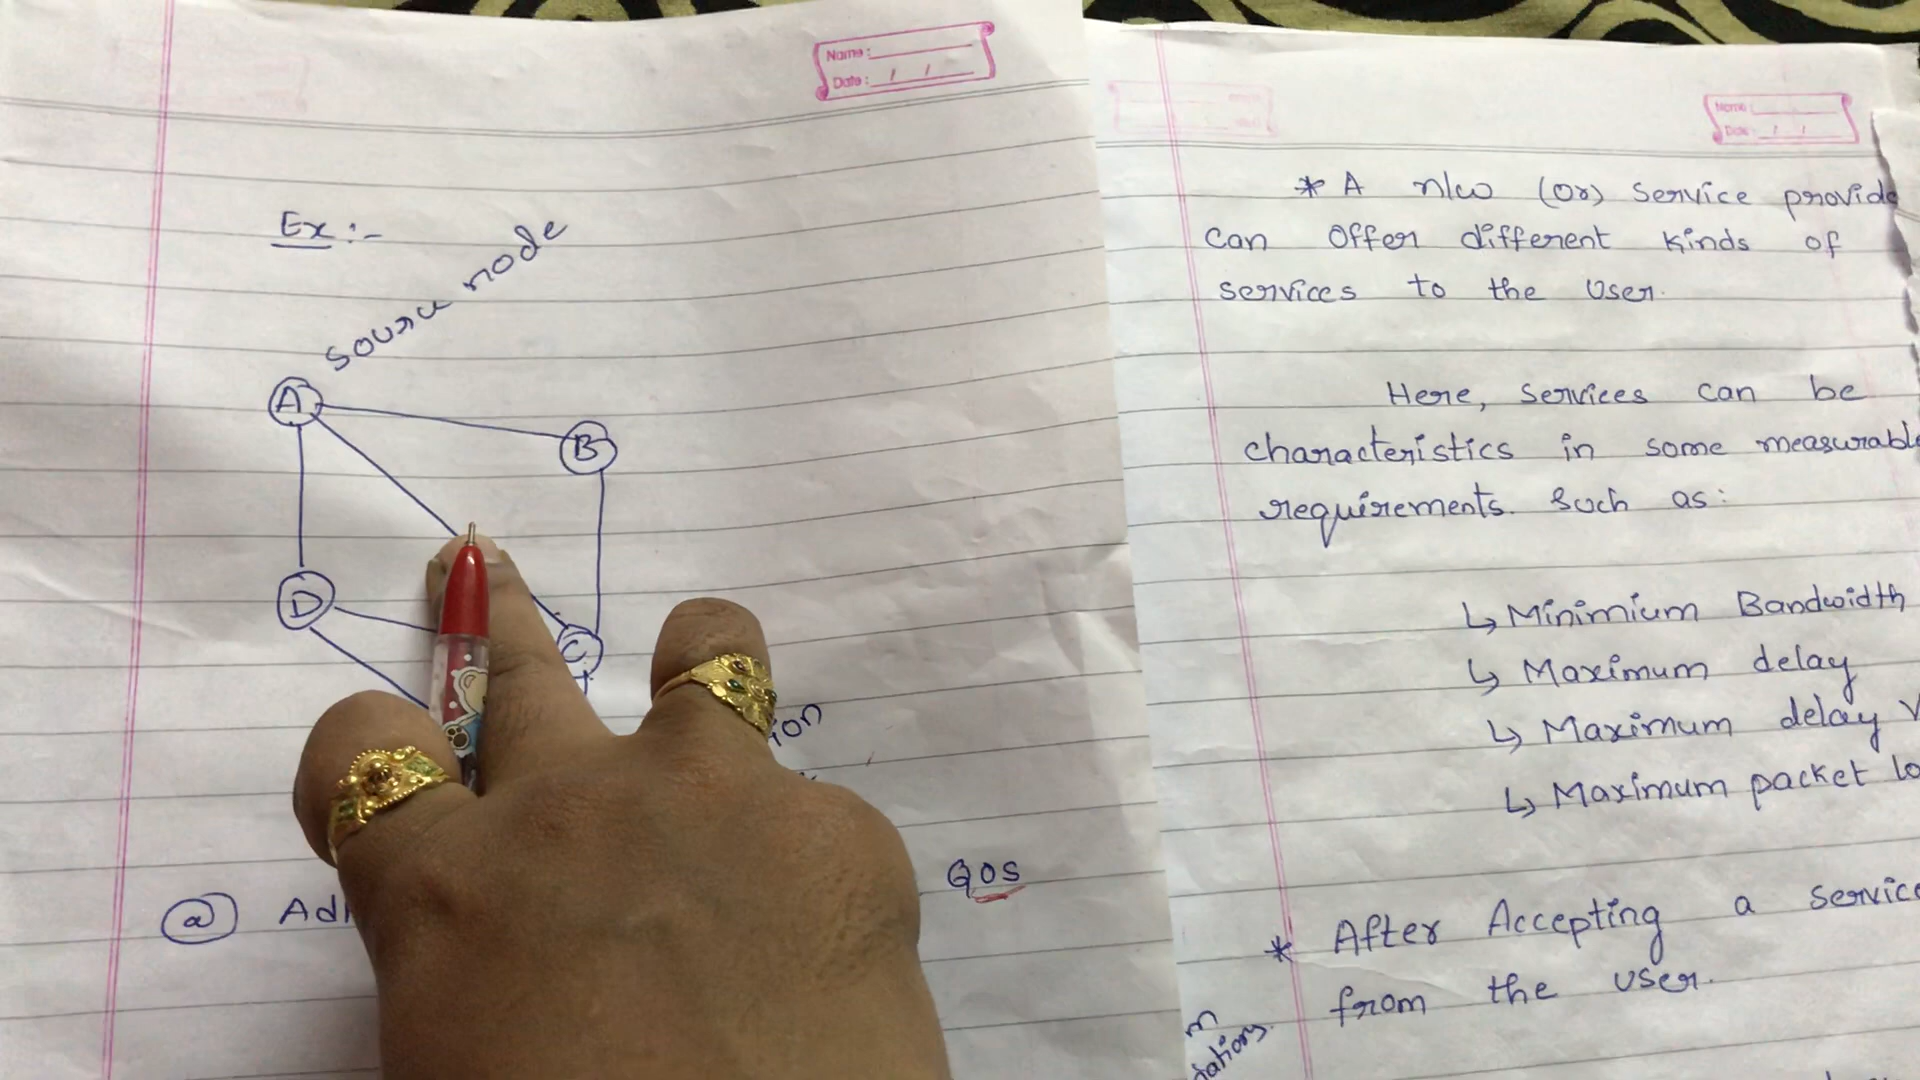 Name :
Date : / /
Ex :-
Source node
A
B
D
C
QOS
a
Name :
Date : / /
* A n/w (or) service provide
can offer different kinds of
services to the user.
Here, services can be
characteristics in some measurable
requirements. Such as :
↳ Minimium Bandwidth
↳ Maximum delay
↳ Maximum delay V
↳ Maximum packet lo
* After Accepting a service
from the user.